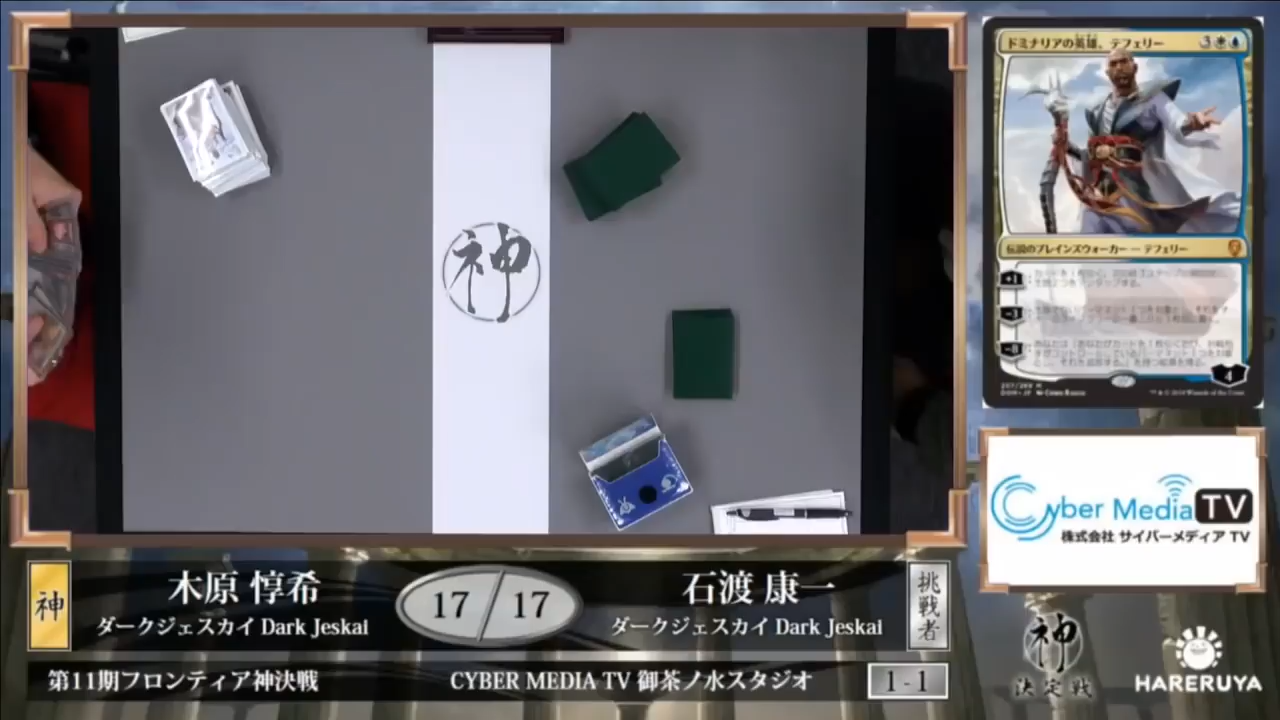 ドミナリアの英雄、テフェリー 3
伝説のプレインズウォーカー — テフェリー
+1
-3
-8
4
神
Cyber Media TV
株式会社 サイバーメディア TV
神
木原 惇希
ダークジェスカイ Dark Jeskai
17 / 17
石渡 康一
ダークジェスカイ Dark Jeskai
挑戦者
第11期フロンティア神決戦
CYBER MEDIA TV 御茶ノ水スタジオ
1 - 1
神
決定戦
HARERUYA